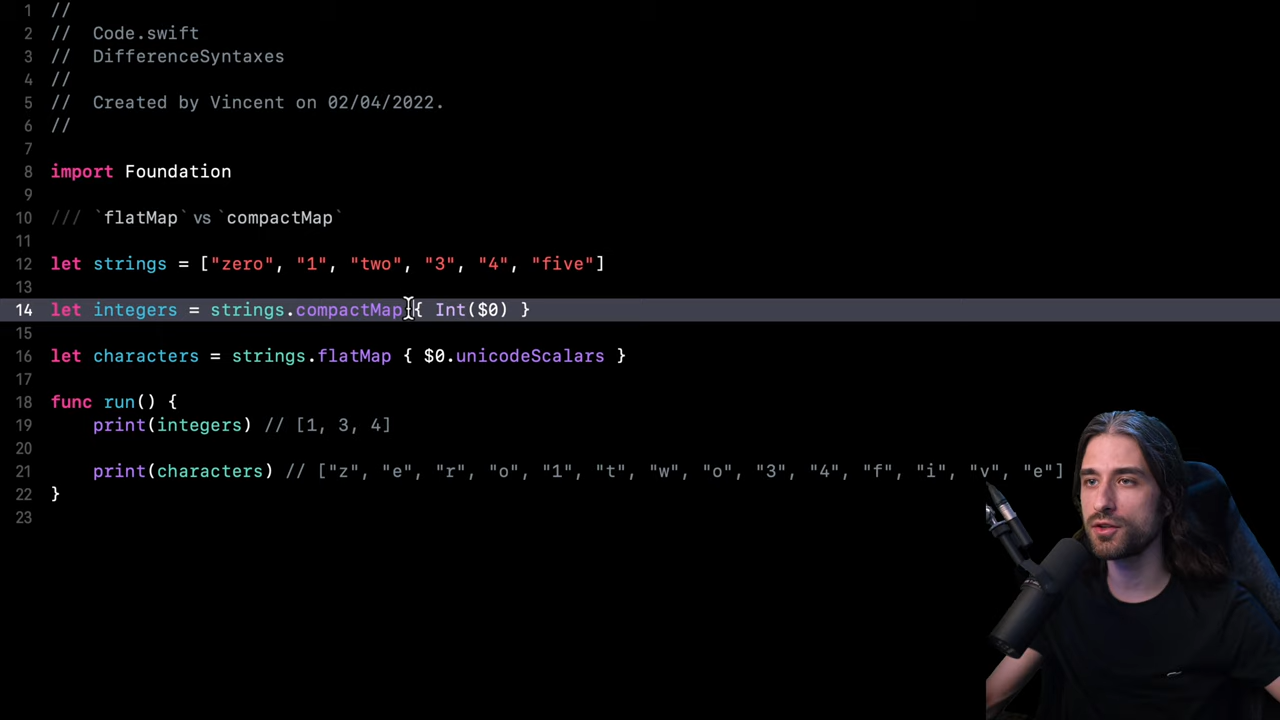 1 //
2 // Code.swift
3 // DifferenceSyntaxes
4 //
5 // Created by Vincent on 02/04/2022.
6 //
7
8 import Foundation
9
10 /// `flatMap` vs `compactMap`
11
12 let strings = ["zero", "1", "two", "3", "4", "five"]
13
14 let integers = strings.compactMap { Int($0) }
15
16 let characters = strings.flatMap { $0.unicodeScalars }
17
18 func run() {
19     print(integers) // [1, 3, 4]
20
21     print(characters) // ["z", "e", "r", "o", "1", "t", "w", "o", "3", "4", "f", "i", "v", "e"]
22 }
23